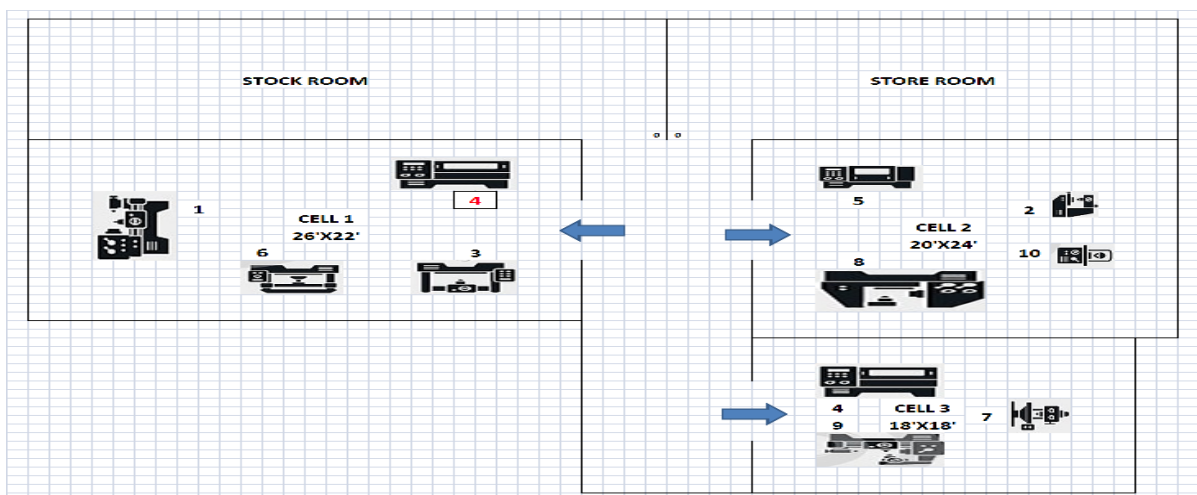 STOCK ROOM
STORE ROOM
1
4
CELL 1
26'X22'
6
3
5
2
CELL 2
20'X24'
10
8
4
CELL 3
9
18'X18'
7